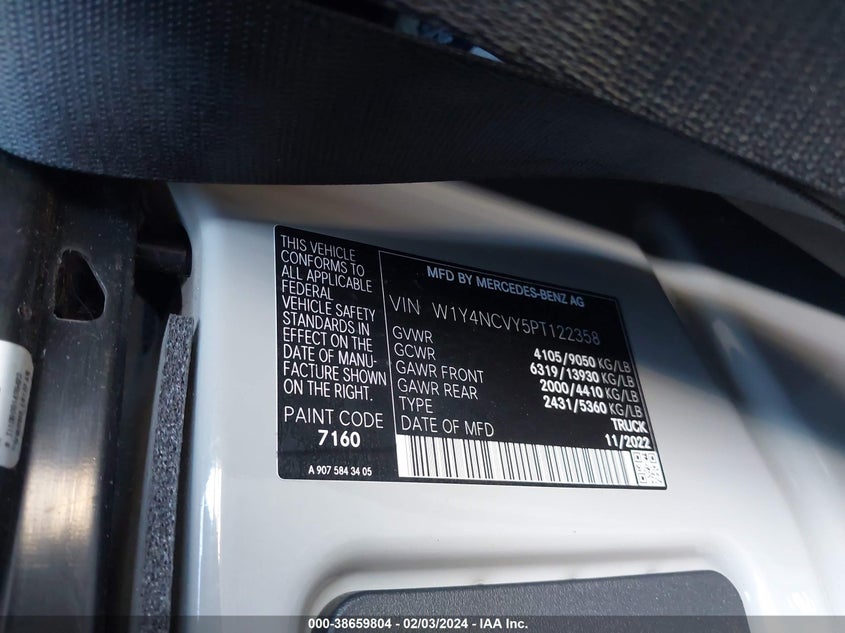 THIS VEHICLE
CONFORMS TO
ALL APPLICABLE
FEDERAL
VEHICLE SAFETY
STANDARDS IN
EFFECT ON THE
DATE OF MANU-
FACTURE SHOWN
ON THE RIGHT.
PAINT CODE
7160
A 907 584 34 05
MFD BY MERCEDES-BENZ AG
VIN W1Y4NCVY5PT122358
GVWR 4105/9050 KG/LB
GCWR 6319/13930 KG/LB
GAWR FRONT 2000/4410 KG/LB
GAWR REAR 2431/5360 KG/LB
TYPE TRUCK
DATE OF MFD 11/2022
000-38659804 - 02/03/2024 - IAA Inc.